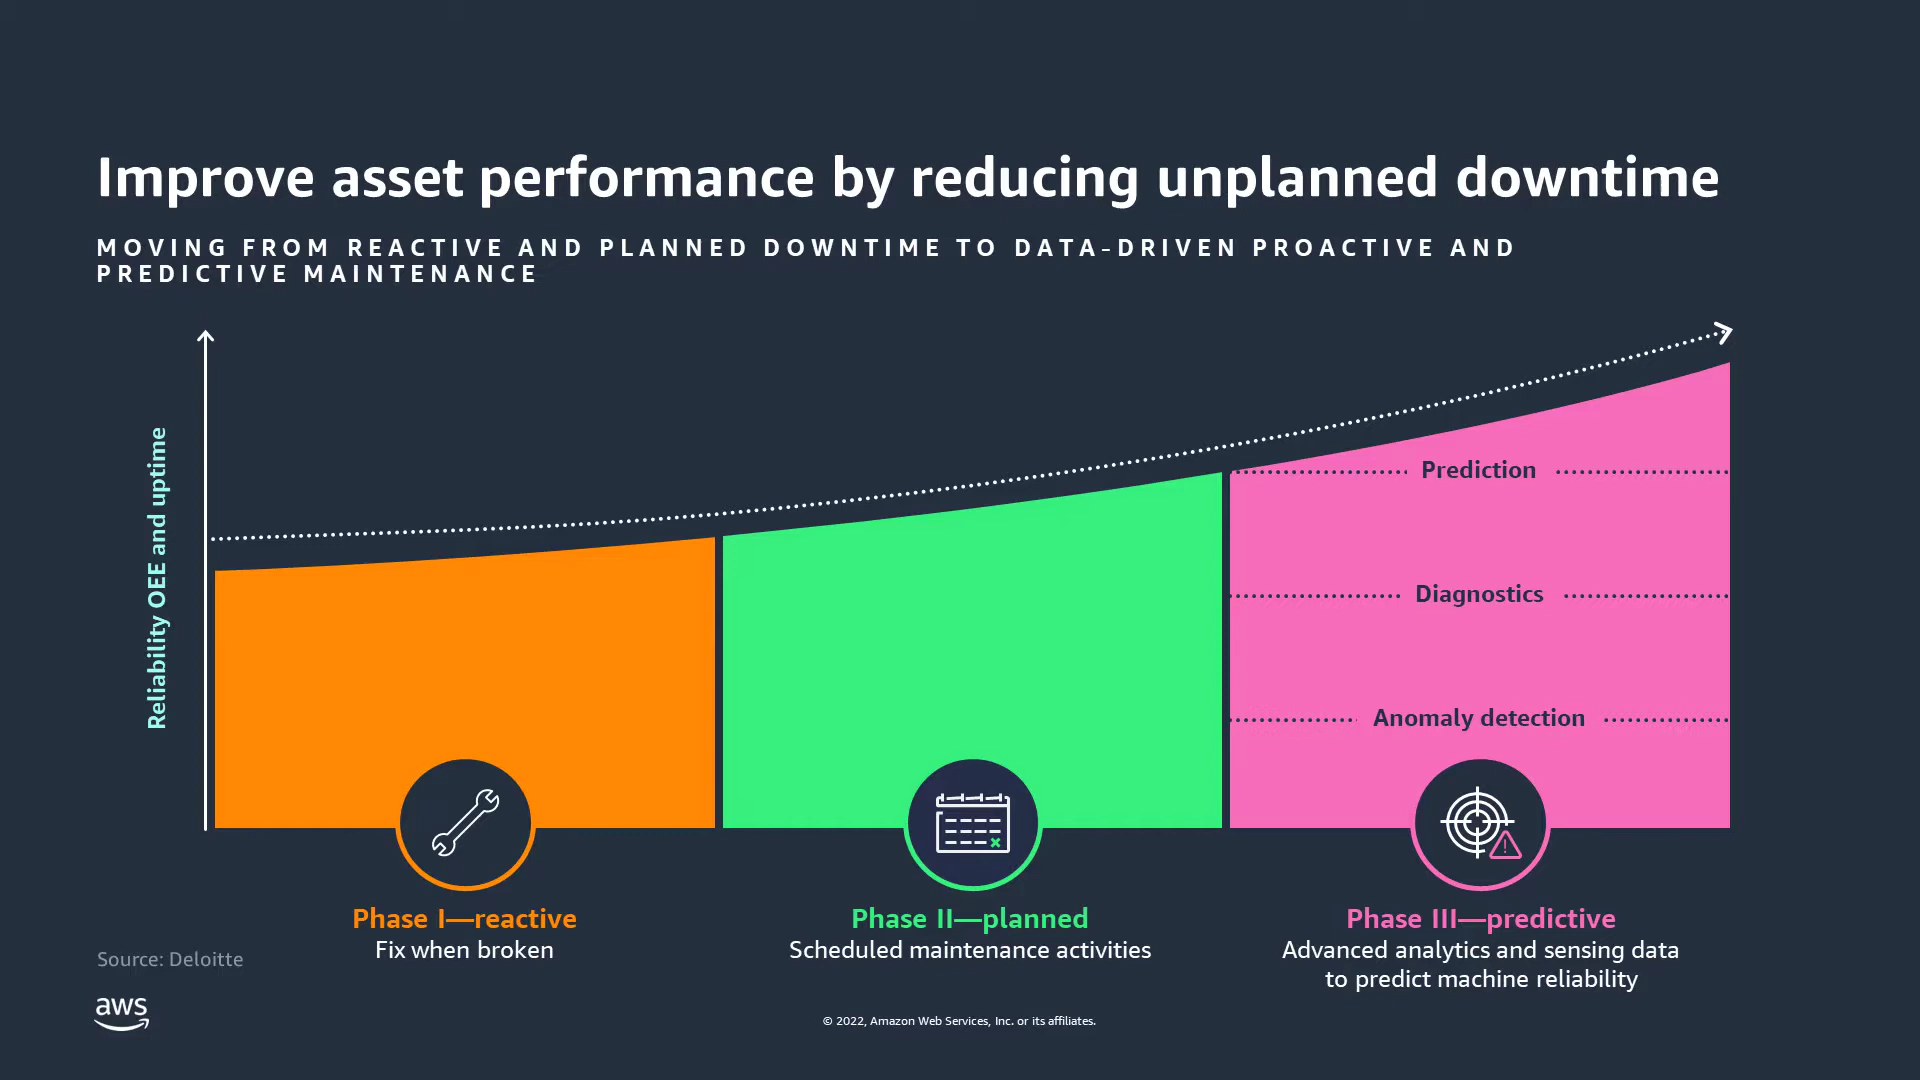 Improve asset performance by reducing unplanned downtime
MOVING FROM REACTIVE AND PLANNED DOWNTIME TO DATA-DRIVEN PROACTIVE AND
PREDICTIVE MAINTENANCE
Reliability OEE and uptime
Prediction
Diagnostics
Anomaly detection
Phase I—reactive
Fix when broken
Phase II—planned
Scheduled maintenance activities
Phase III—predictive
Advanced analytics and sensing data
to predict machine reliability
Source: Deloitte
aws
© 2022, Amazon Web Services, Inc. or its affiliates.